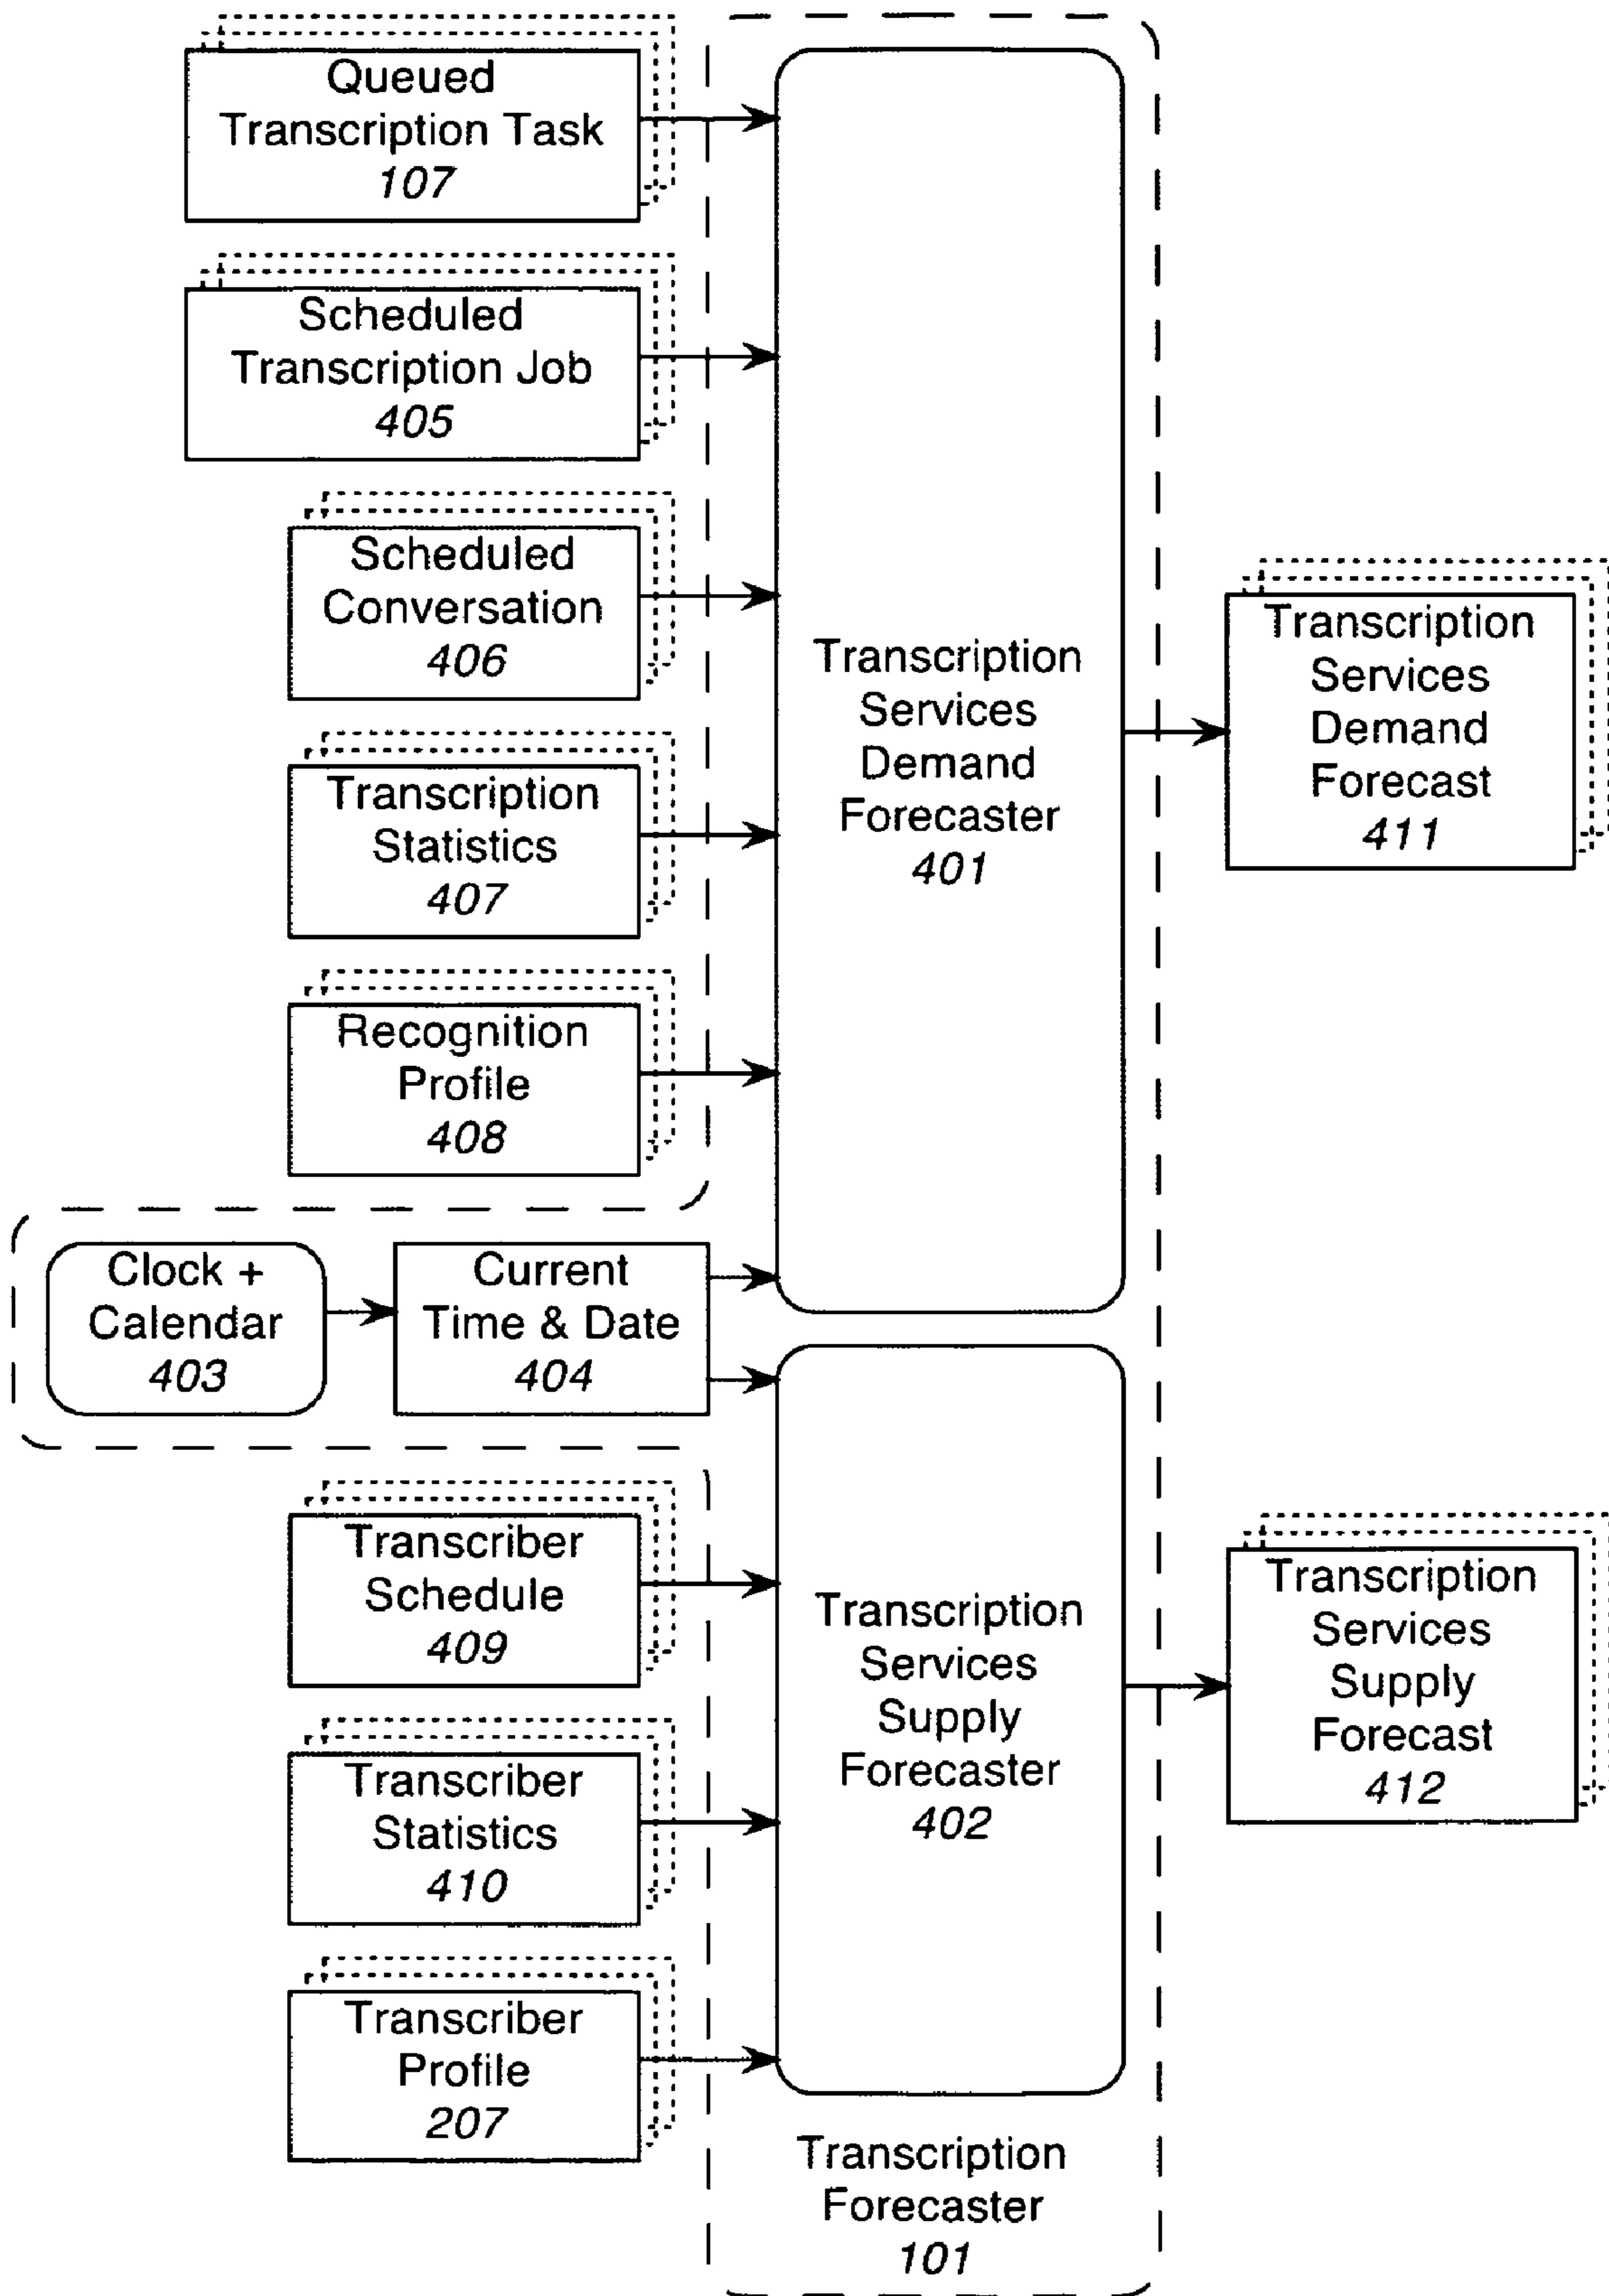 Queued
Transcription Task
107
Scheduled
Transcription Job
405
Scheduled
Conversation
406
Transcription
Statistics
407
Recognition
Profile
408
Clock +
Calendar
403
Current
Time & Date
404
Transcriber
Schedule
409
Transcriber
Statistics
410
Transcriber
Profile
207
Transcription
Services
Demand
Forecaster
401
Transcription
Services
Supply
Forecaster
402
Transcription
Forecaster
101
Transcription
Services
Demand
Forecast
411
Transcription
Services
Supply
Forecast
412